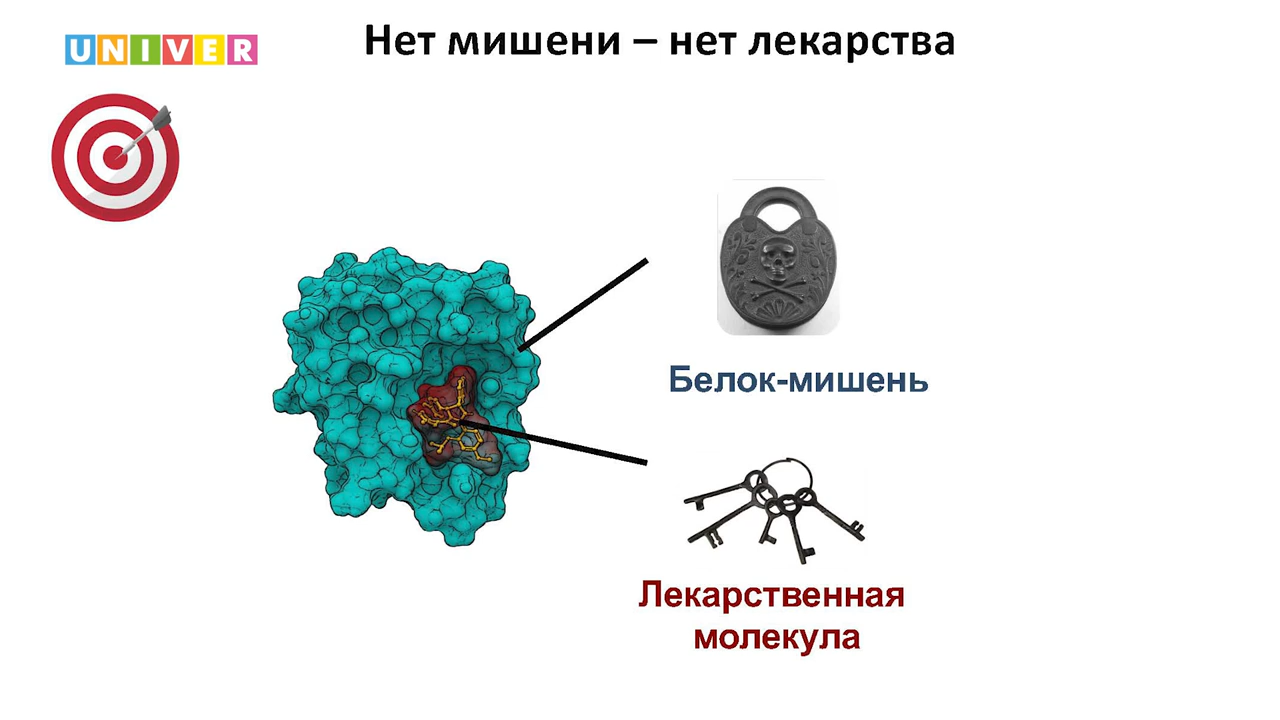 UNIVER
Нет мишени – нет лекарства
Белок-мишень
Лекарственная
молекула